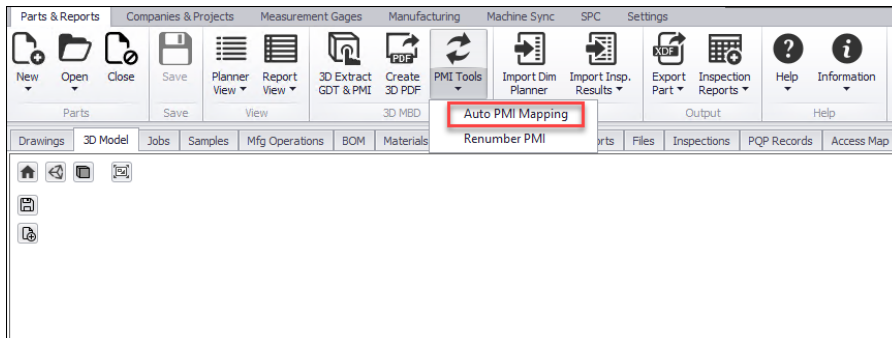 Parts & Reports Companies & Projects Measurement Gages Manufacturing Machine Sync SPC Settings
New Open Close Save Planner View Report View 3D Extract GDT & PMI Create 3D PDF PMI Tools Import Dim Planner Import Insp. Results Export Part Inspection Reports Help Information
Parts Save View 3D MBD Output Help
Auto PMI Mapping
Renumber PMI
Drawings 3D Model Jobs Samples Mfg Operations BOM Materials Files Inspections PQP Records Access Map